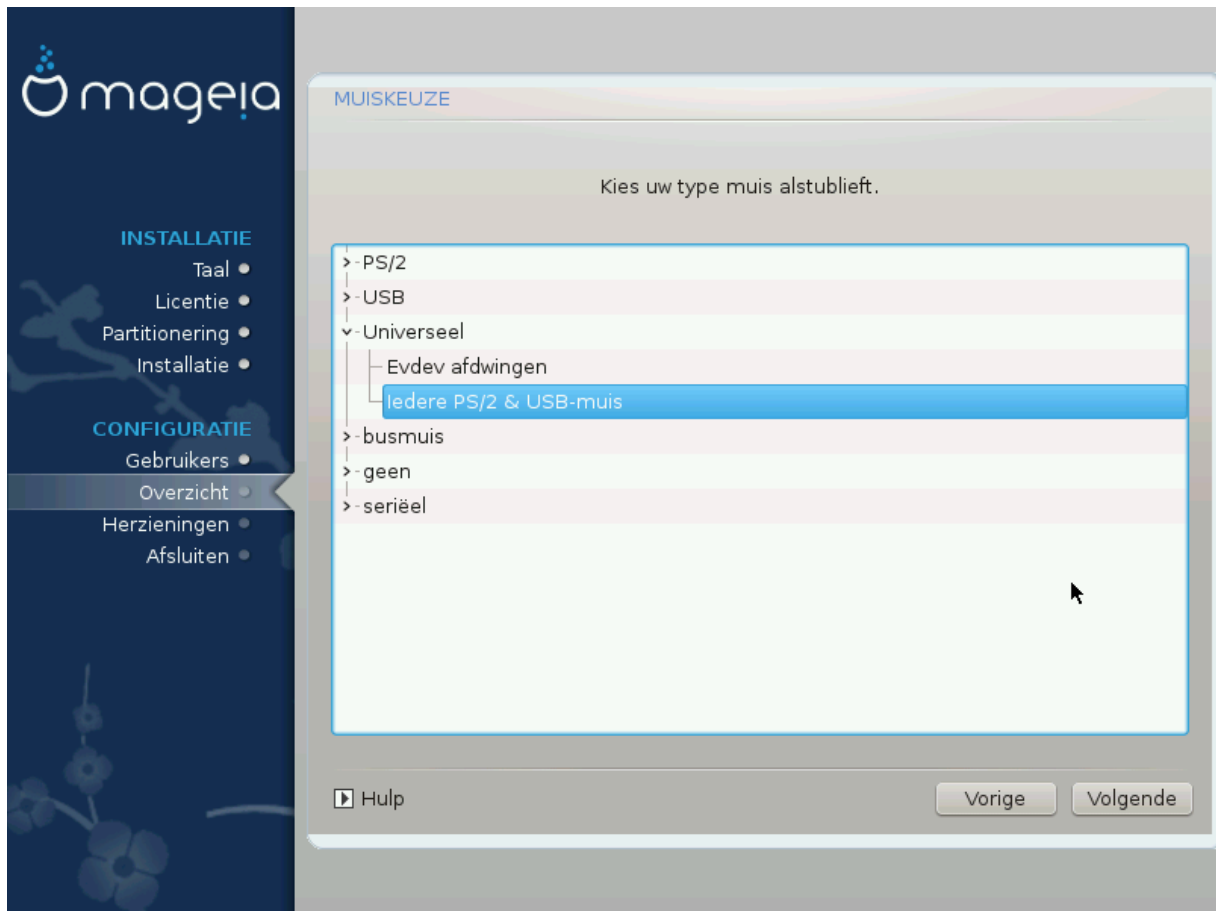 mageia
INSTALLATIE
Taal
Licentie
Partitionering
Installatie
CONFIGURATIE
Gebruikers
Overzicht
Herzieningen
Afsluiten
MUISKEUZE
Kies uw type muis alstublieft.
PS/2
USB
Universeel
Evdev afdwingen
Iedere PS/2 & USB-muis
busmuis
geen
seriëel
Hulp
Vorige
Volgende